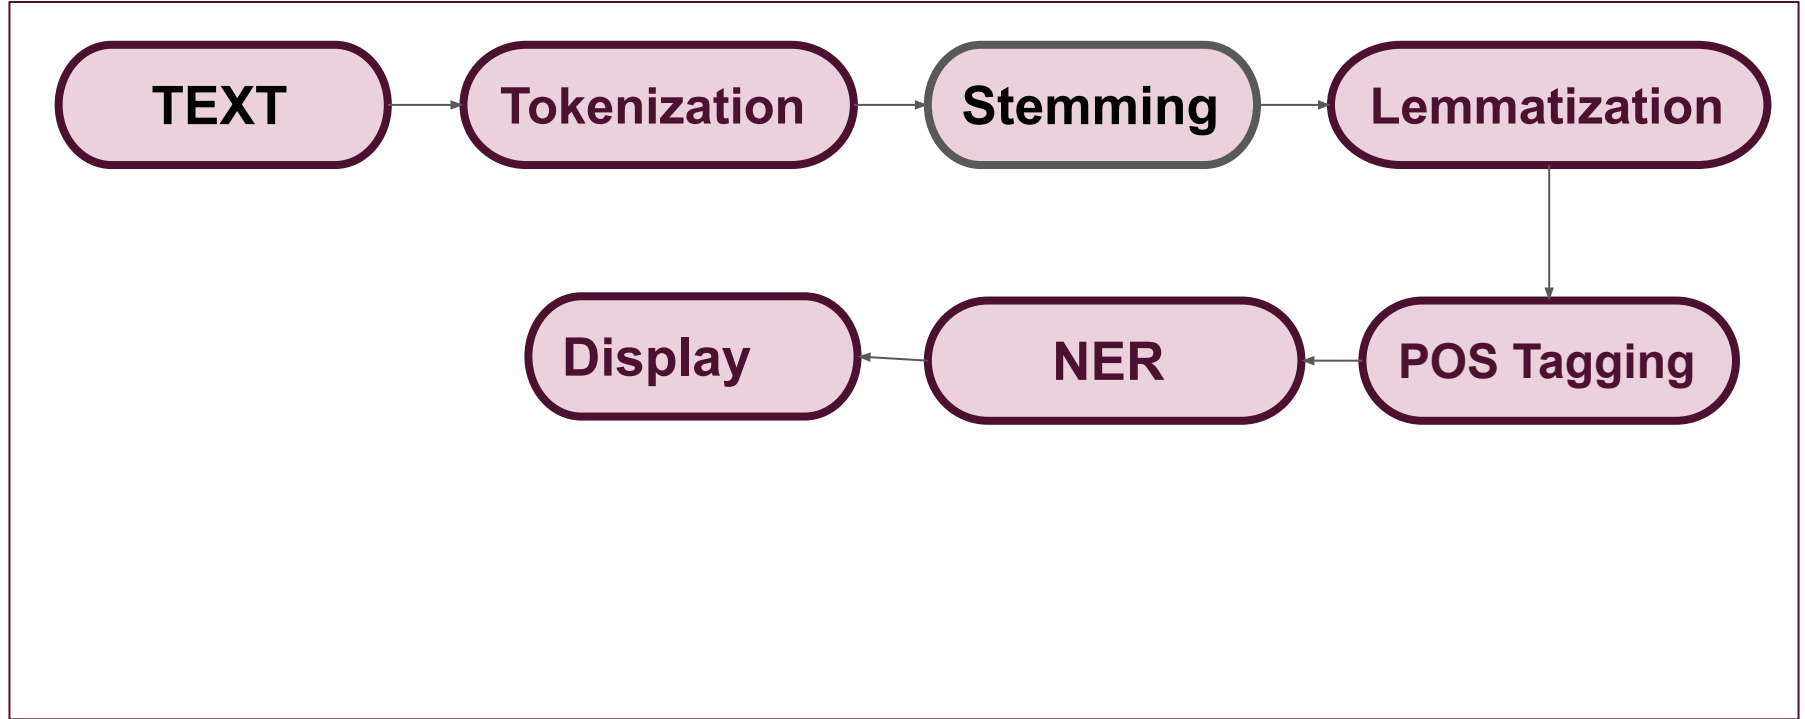 TEXT
Tokenization
Stemming
Lemmatization
POS Tagging
NER
Display